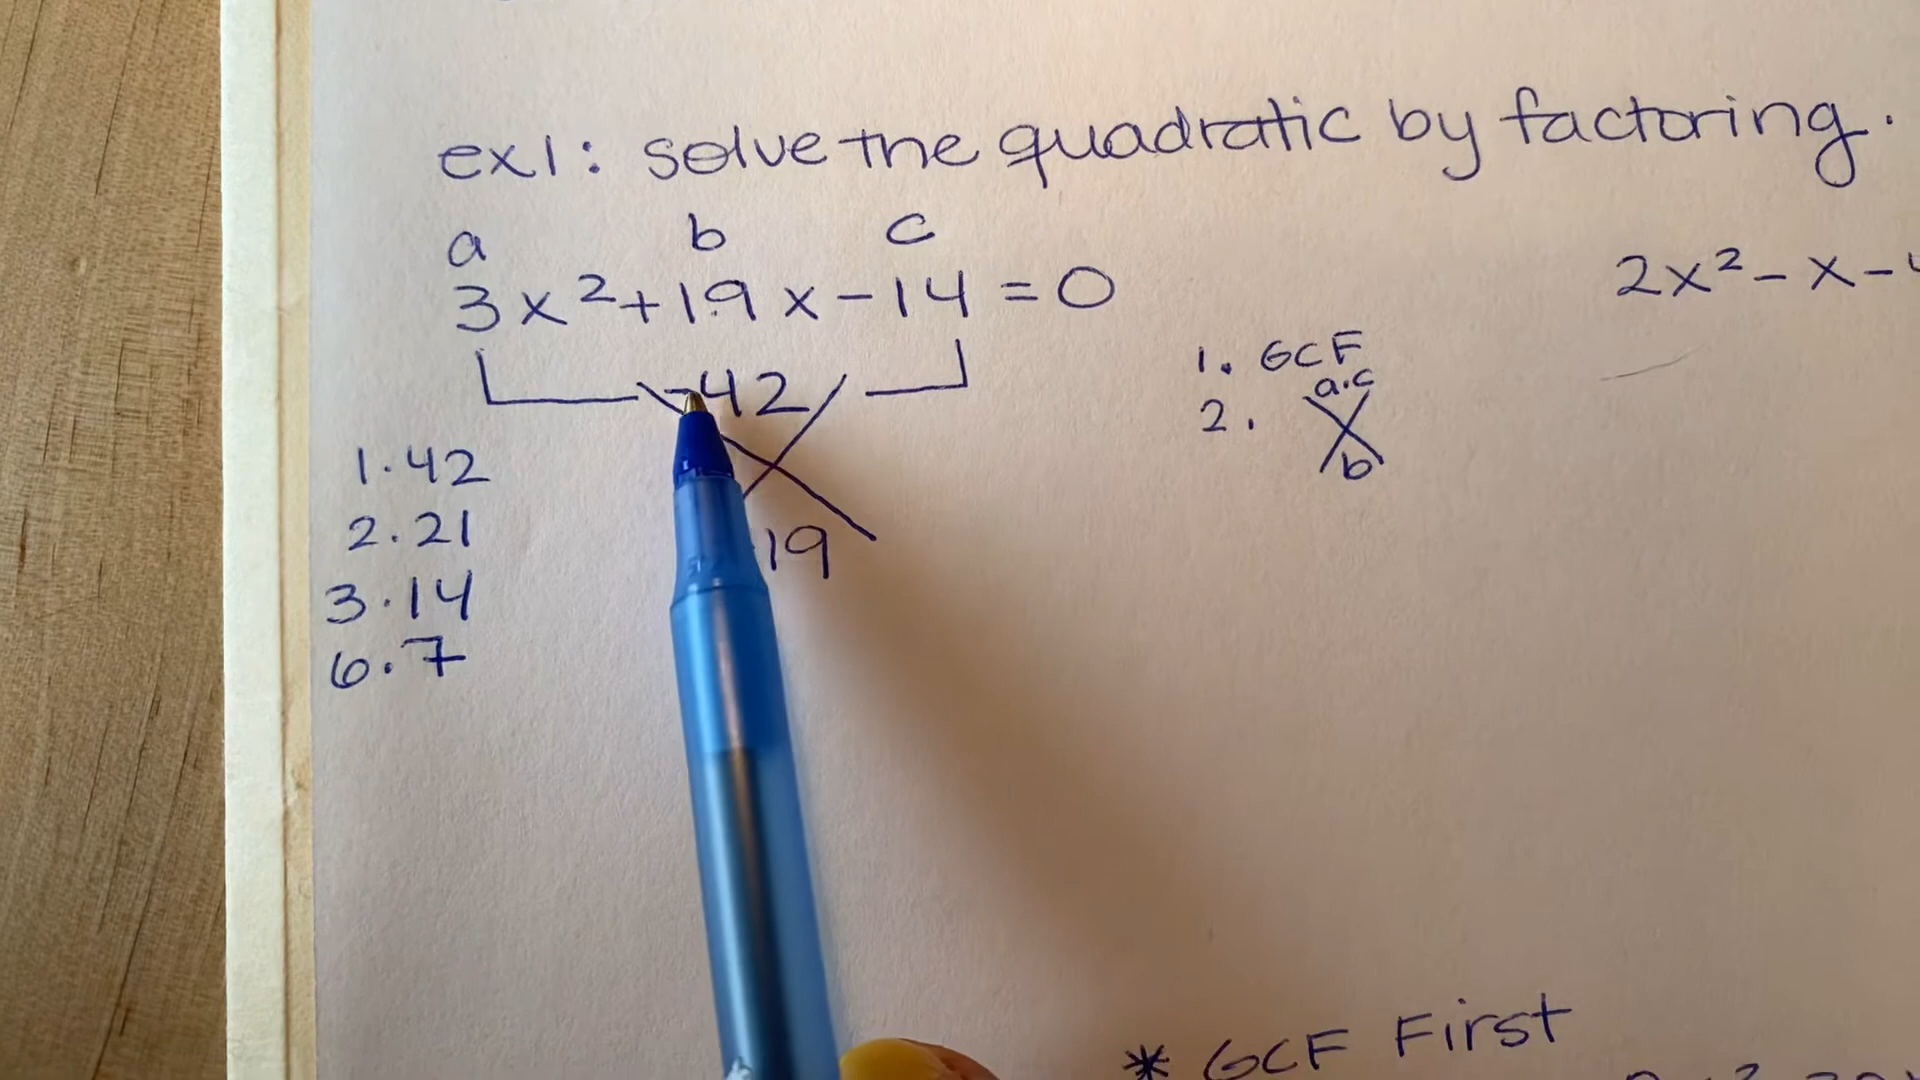 ex1: solve the quadratic by factoring.
a b c
3x²+19x-14=0
-42
19
1.42
2.21
3.14
6.7
1. GCF
2.
a.c
b
2x²-x-
* GCF First